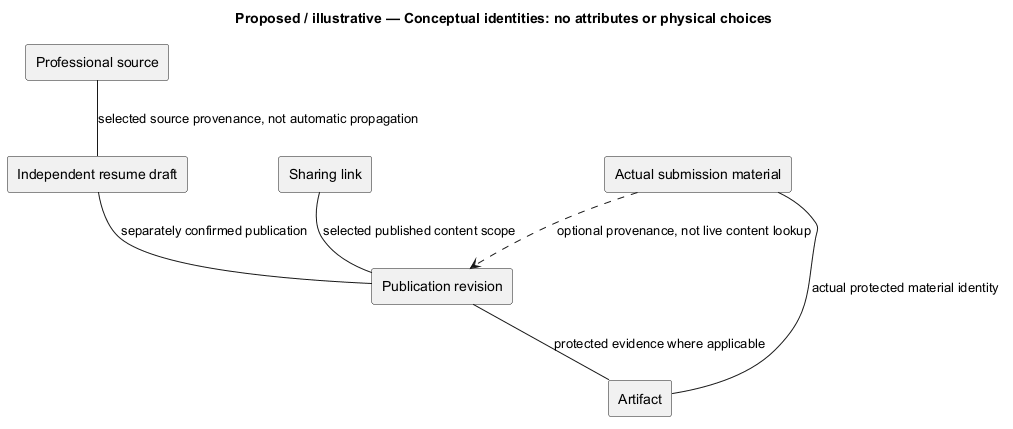 Proposed / illustrative — Conceptual identities: no attributes or physical choices
Professional source
selected source provenance, not automatic propagation
Independent resume draft
Sharing link
Actual submission material
separately confirmed publication
selected published content scope
optional provenance, not live content lookup
Publication revision
actual protected material identity
protected evidence where applicable
Artifact